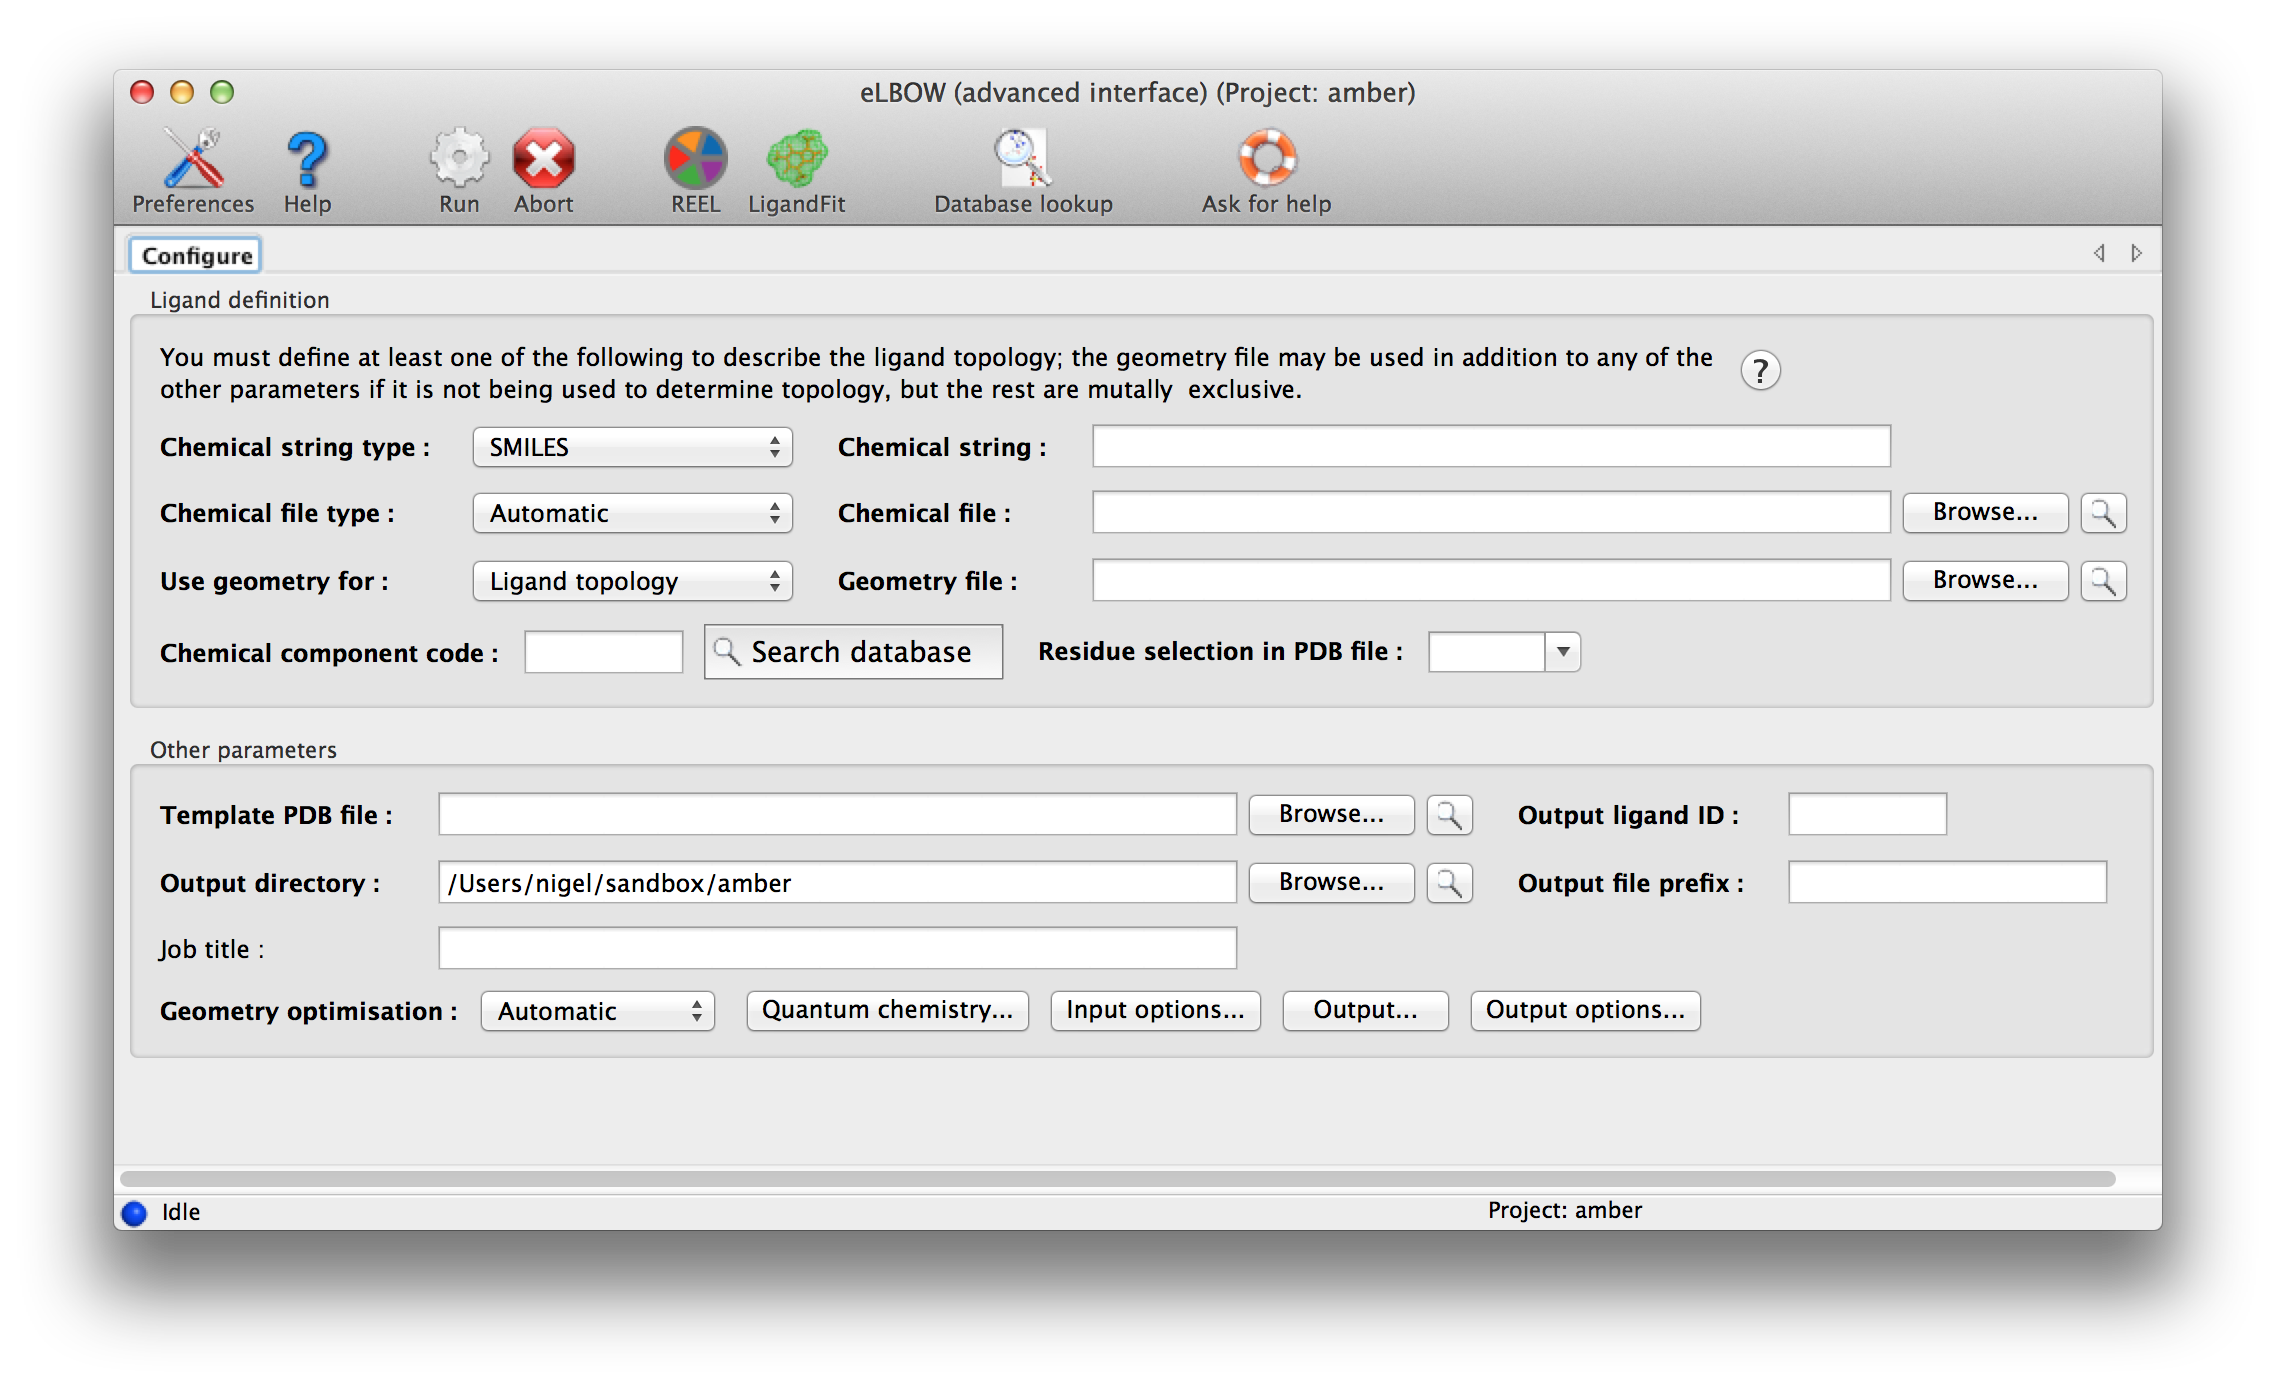 eLBOW (advanced interface) (Project: amber)
Preferences Help Run Abort REEL LigandFit Database lookup Ask for help
Configure
Ligand definition
You must define at least one of the following to describe the ligand topology; the geometry file may be used in addition to any of the
other parameters if it is not being used to determine topology, but the rest are mutally  exclusive.
?
Chemical string type : SMILES Chemical string :
Chemical file type : Automatic Chemical file : Browse...
Use geometry for : Ligand topology Geometry file : Browse...
Chemical component code : Search database Residue selection in PDB file :
Other parameters
Template PDB file : Browse... Output ligand ID :
Output directory : /Users/nigel/sandbox/amber Browse... Output file prefix :
Job title :
Geometry optimisation : Automatic Quantum chemistry... Input options... Output... Output options...
Idle Project: amber